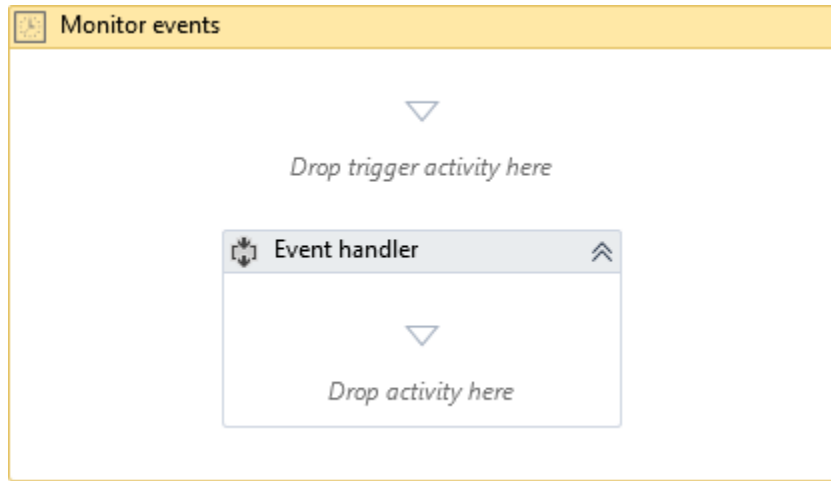 Monitor events
Drop trigger activity here
Event handler
Drop activity here